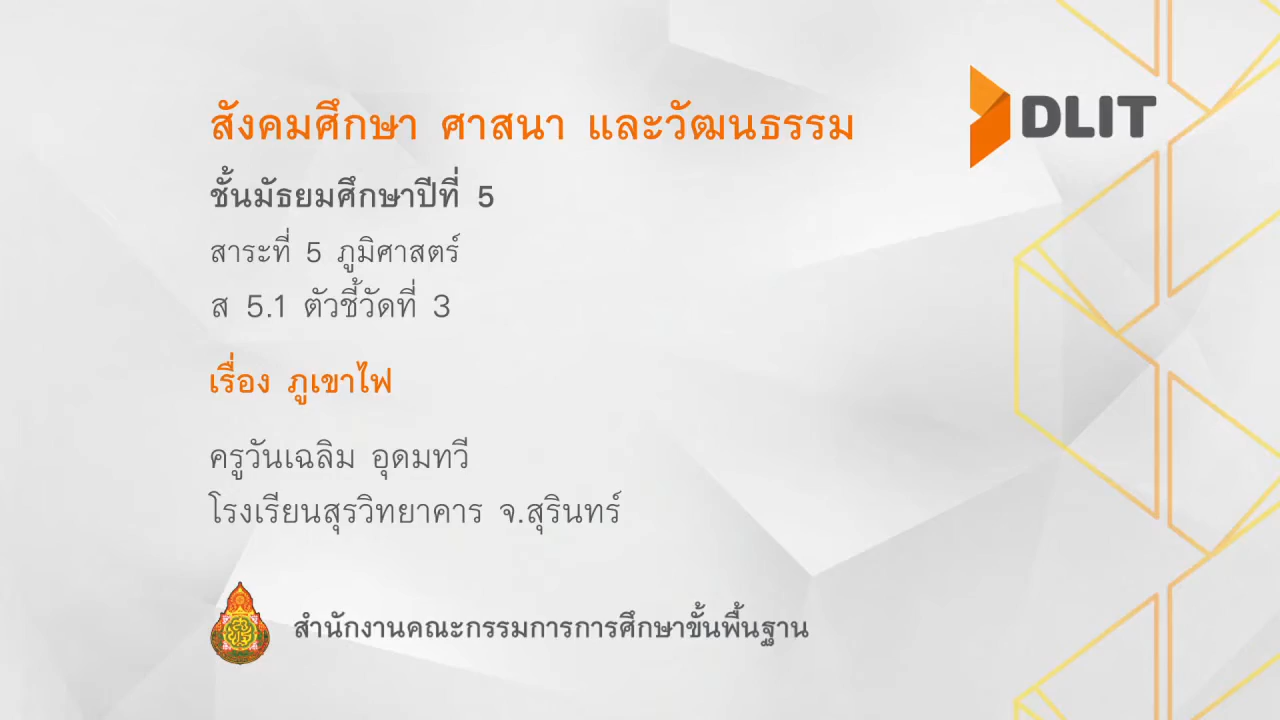 สังคมศึกษา ศาสนา และวัฒนธรรม
DLIT
ชั้นมัธยมศึกษาปีที่ 5
สาระที่ 5 ภูมิศาสตร์
ส 5.1 ตัวชี้วัดที่ 3
เรื่อง ภูเขาไฟ
ครูวันเฉลิม อุดมทวี
โรงเรียนสุรวิทยาคาร จ.สุรินทร์
สำนักงานคณะกรรมการการศึกษาขั้นพื้นฐาน